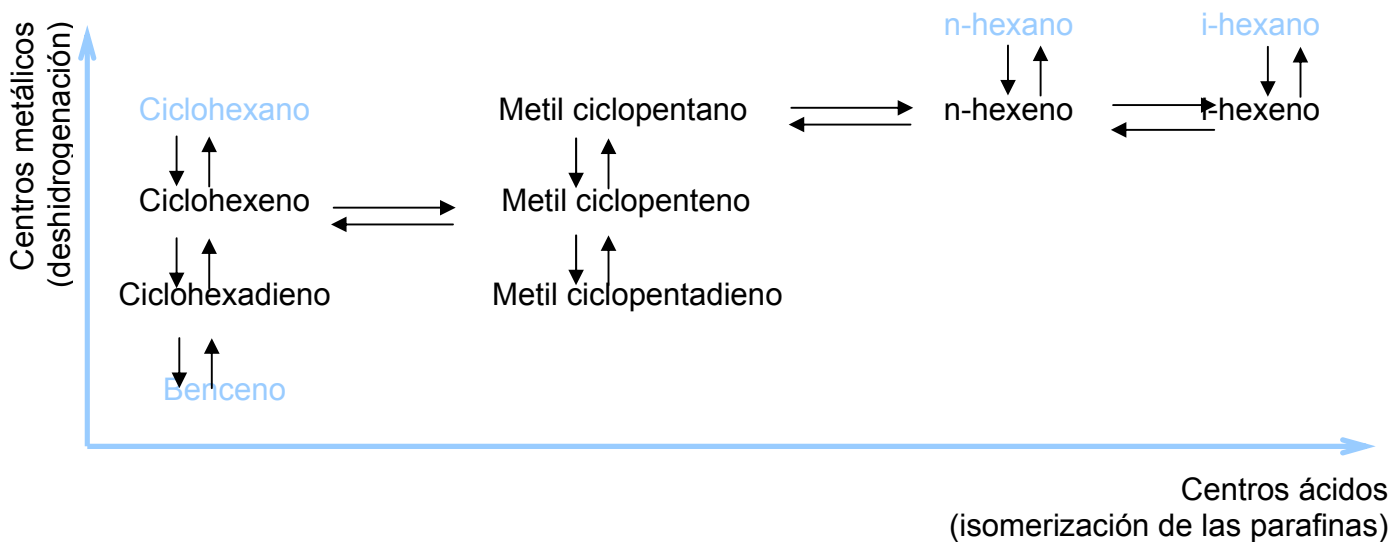 Centros metálicos
(deshidrogenación)
n-hexano
i-hexano
Ciclohexano
Metil ciclopentano
n-hexeno
i-hexeno
Ciclohexeno
Metil ciclopenteno
Ciclohexadieno
Metil ciclopentadieno
Benceno
Centros ácidos
(isomerización de las parafinas)